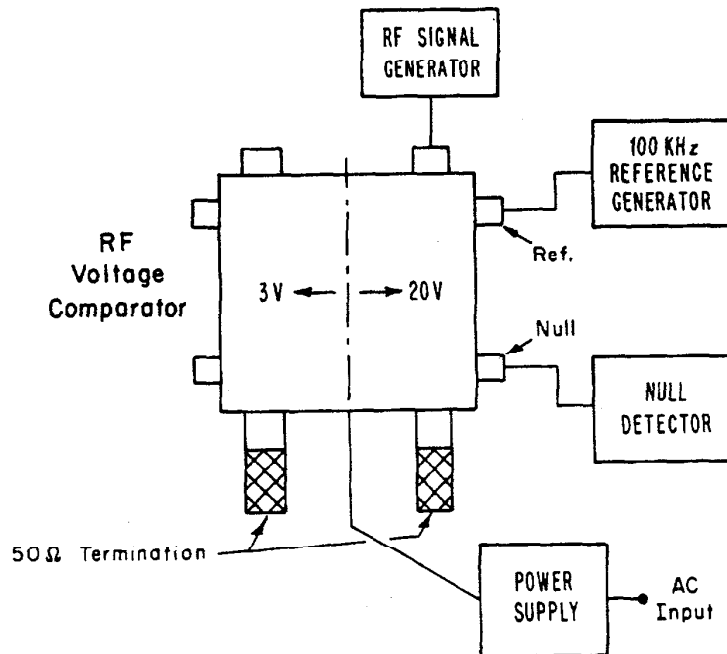 RF SIGNAL
GENERATOR
100 KHz
REFERENCE
GENERATOR
Ref.
RF
Voltage
Comparator
3V
20V
Null
NULL
DETECTOR
50Ω Termination
POWER
SUPPLY
AC
Input